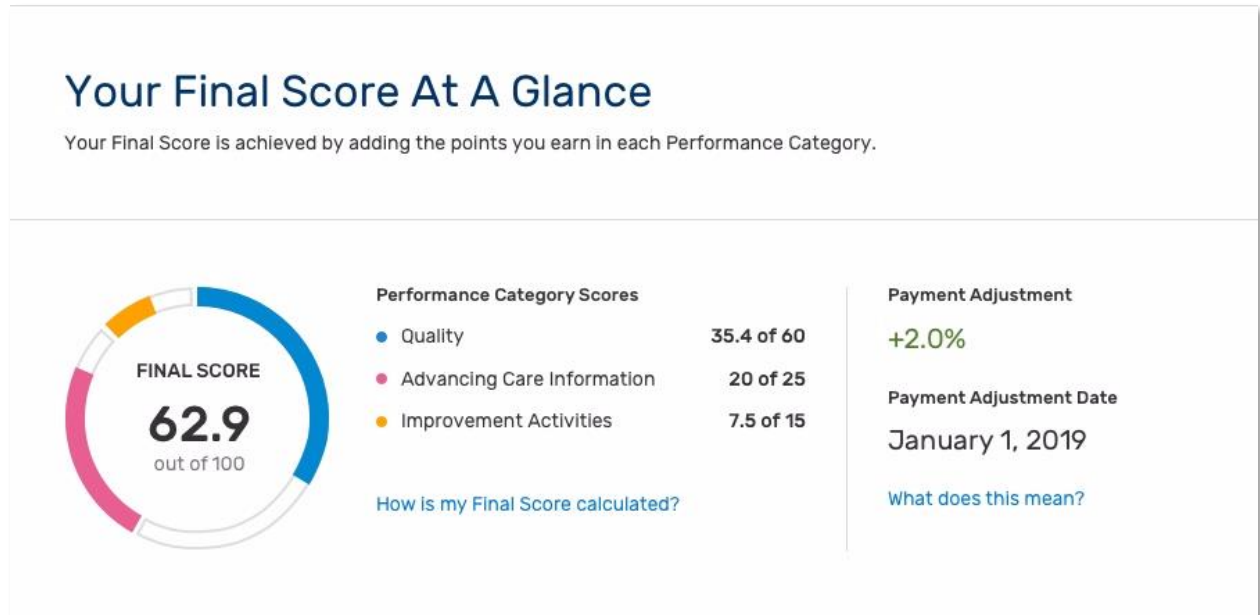 Your Final Score At A Glance
Your Final Score is achieved by adding the points you earn in each Performance Category.
FINAL SCORE
62.9
out of 100
Performance Category Scores
Quality 35.4 of 60
Advancing Care Information 20 of 25
Improvement Activities 7.5 of 15
How is my Final Score calculated?
Payment Adjustment
+2.0%
Payment Adjustment Date
January 1, 2019
What does this mean?